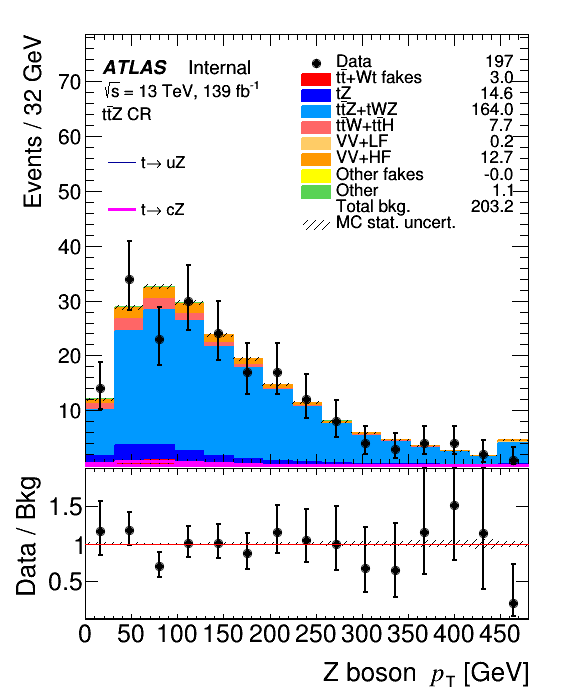 ATLAS Internal
√s = 13 TeV, 139 fb⁻¹
tt̄Z CR
t→ uZ
t→ cZ
Data 197
tt̄+Wt fakes 3.0
tZ 14.6
tt̄Z+tWZ 164.0
tt̄W+tt̄H 7.7
VV+LF 0.2
VV+HF 12.7
Other fakes -0.0
Other 1.1
Total bkg. 203.2
MC stat. uncert.
Events / 32 GeV
70
60
50
40
30
20
10
Data / Bkg
1.5
1
0.5
0 50 100 150 200 250 300 350 400 450
Z boson p_T [GeV]